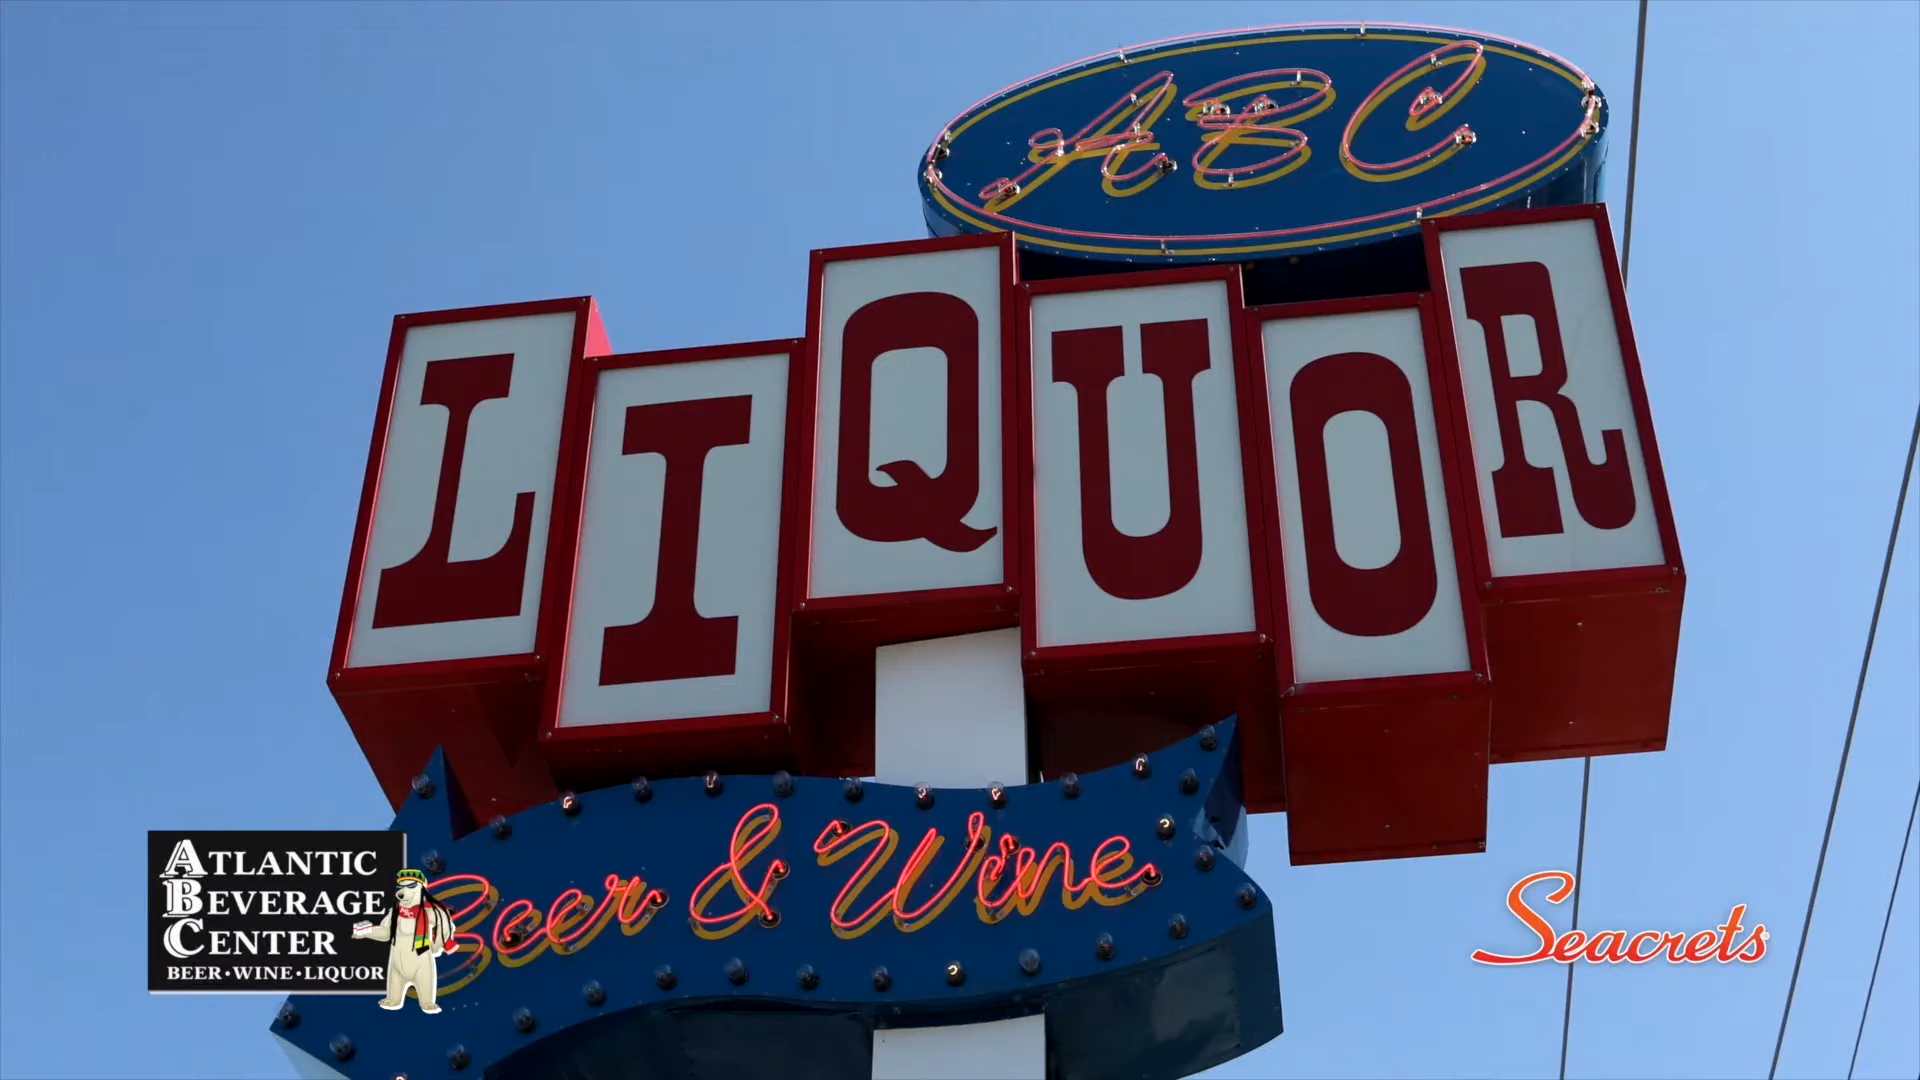 ABC
LIQUOR
Beer & Wine
ATLANTIC
BEVERAGE
CENTER
BEER·WINE·LIQUOR
Seacrets